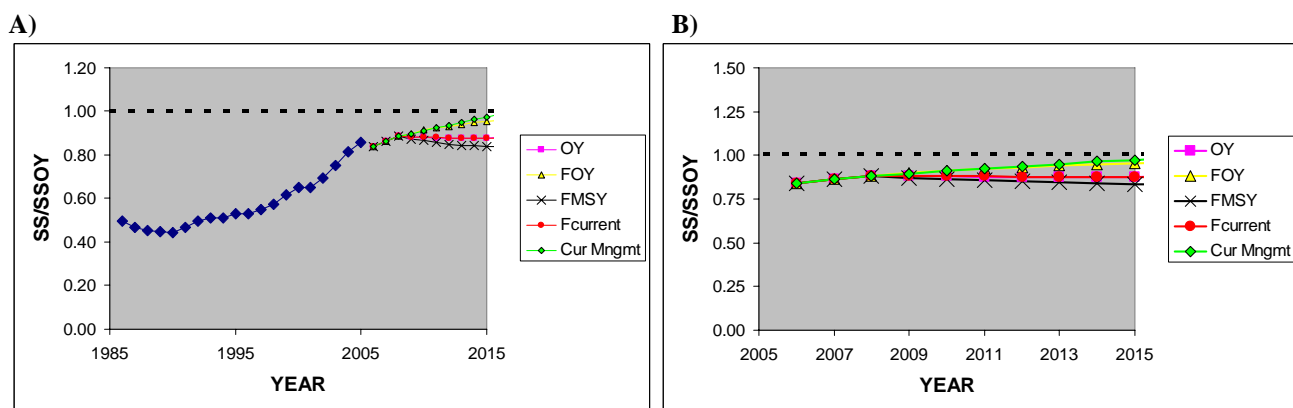 A)
1.20
1.00
0.80
0.60
0.40
0.20
0.00
SS/SSOY
1985
1995
2005
2015
YEAR
OY
FOY
FMSY
Fcurrent
Cur Mngmt
B)
1.50
1.25
1.00
0.75
0.50
0.25
0.00
SS/SSOY
2005
2007
2009
2011
2013
2015
YEAR
OY
FOY
FMSY
Fcurrent
Cur Mngmt